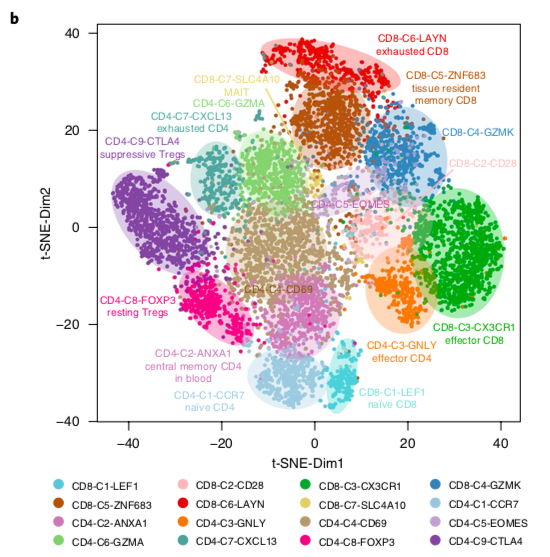 b
40
20
0
−20
−40
t-SNE-Dim2
CD8-C6-LAYN
exhausted CD8
CD8-C7-SLC4A10
MAIT
CD8-C5-ZNF683
tissue resident
memory CD8
CD4-C6-GZMA
CD4-C7-CXCL13
exhausted CD4
CD8-C4-GZMK
CD4-C9-CTLA4
suppressive Tregs
CD8-C2-CD28
CD4-C5-EOMES
CD4-C4-CD69
CD4-C8-FOXP3
resting Tregs
CD8-C3-CX3CR1
effector CD8
CD4-C3-GNLY
effector CD4
CD4-C2-ANXA1
central memory CD4
in blood
CD4-C1-CCR7
naïve CD4
CD8-C1-LEF1
naïve CD8
−40
−20
0
20
40
t-SNE-Dim1
CD8-C1-LEF1
CD8-C2-CD28
CD8-C3-CX3CR1
CD8-C4-GZMK
CD8-C5-ZNF683
CD8-C6-LAYN
CD8-C7-SLC4A10
CD4-C1-CCR7
CD4-C2-ANXA1
CD4-C3-GNLY
CD4-C4-CD69
CD4-C5-EOMES
CD4-C6-GZMA
CD4-C7-CXCL13
CD4-C8-FOXP3
CD4-C9-CTLA4